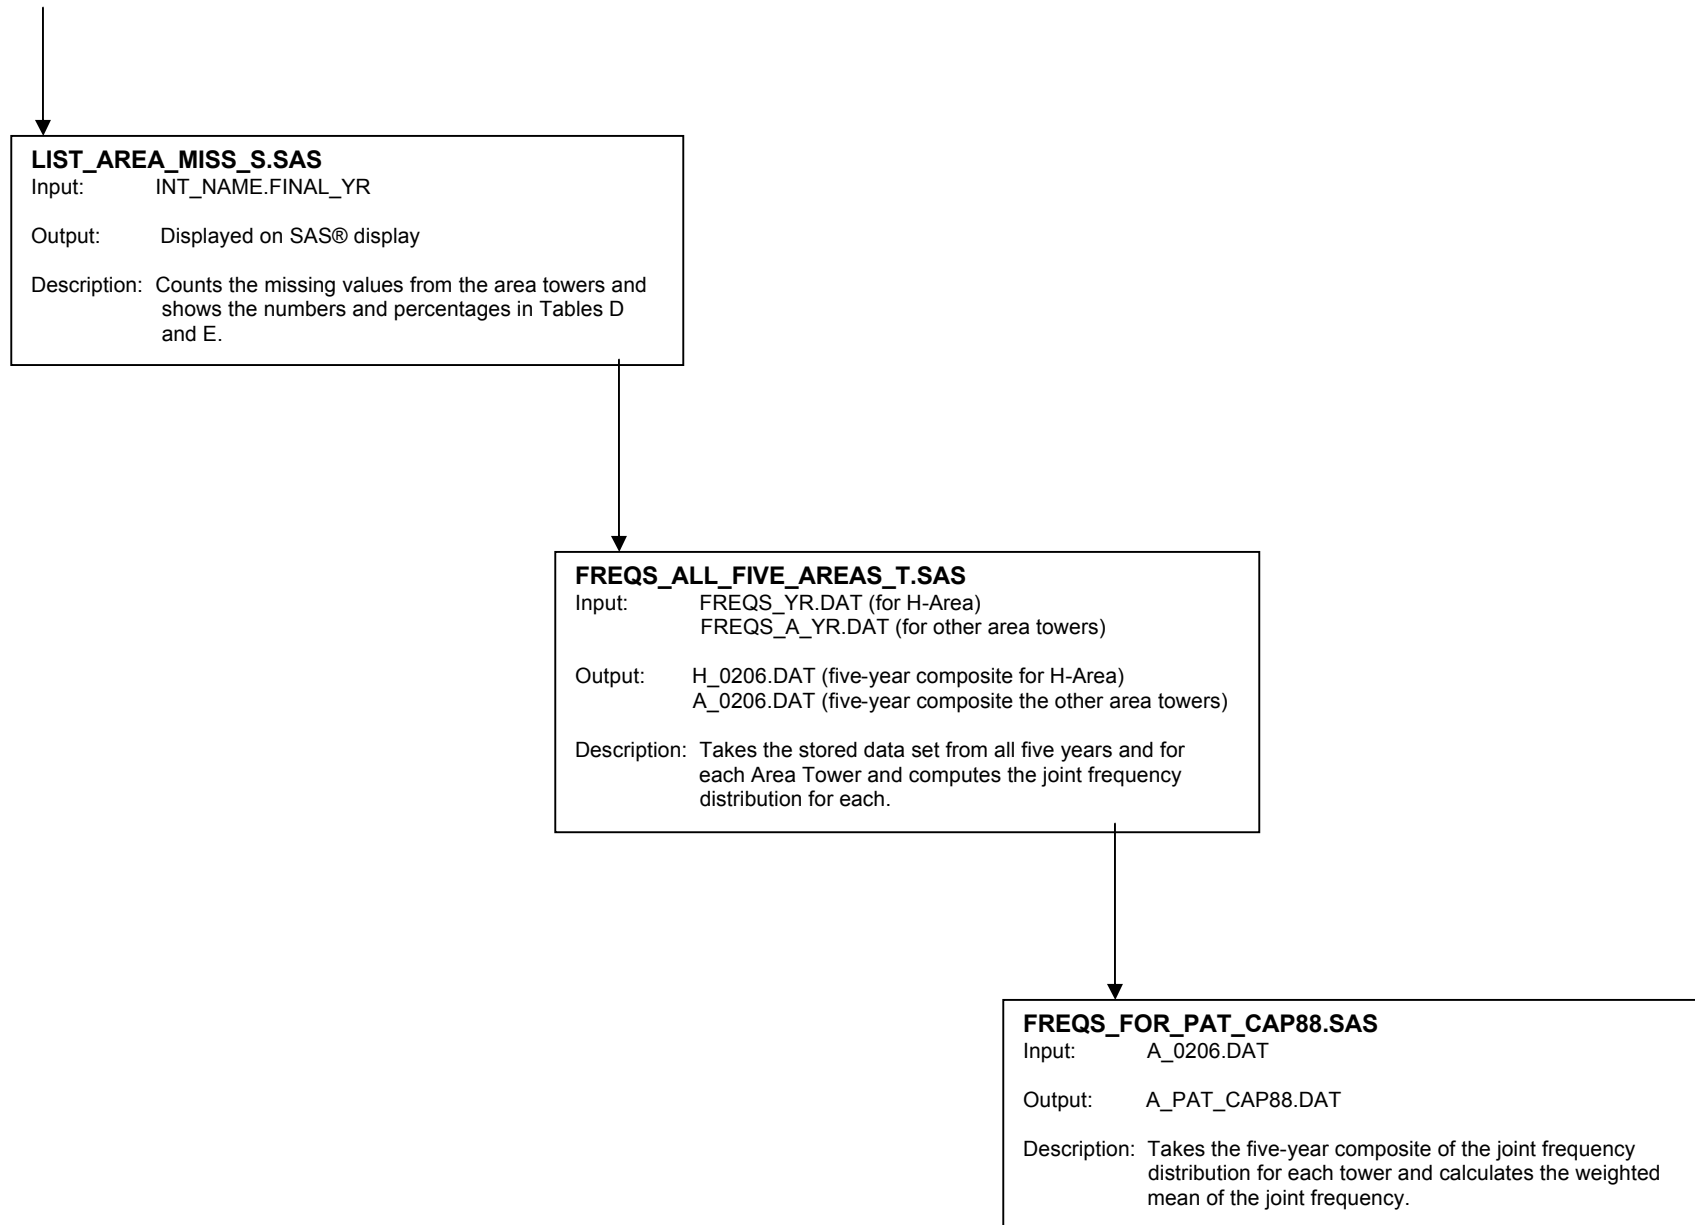 LIST_AREA_MISS_S.SAS
Input: INT_NAME.FINAL_YR
Output: Displayed on SAS® display
Description: Counts the missing values from the area towers and
shows the numbers and percentages in Tables D
and E.
FREQS_ALL_FIVE_AREAS_T.SAS
Input: FREQS_YR.DAT (for H-Area)
FREQS_A_YR.DAT (for other area towers)
Output: H_0206.DAT (five-year composite for H-Area)
A_0206.DAT (five-year composite the other area towers)
Description: Takes the stored data set from all five years and for
each Area Tower and computes the joint frequency
distribution for each.
FREQS_FOR_PAT_CAP88.SAS
Input: A_0206.DAT
Output: A_PAT_CAP88.DAT
Description: Takes the five-year composite of the joint frequency
distribution for each tower and calculates the weighted
mean of the joint frequency.